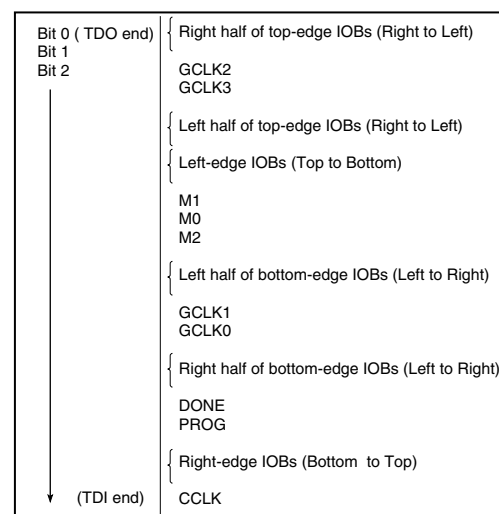 Bit 0 ( TDO end)
Bit 1
Bit 2
Right half of top-edge IOBs (Right to Left)
GCLK2
GCLK3
Left half of top-edge IOBs (Right to Left)
Left-edge IOBs (Top to Bottom)
M1
M0
M2
Left half of bottom-edge IOBs (Left to Right)
GCLK1
GCLK0
Right half of bottom-edge IOBs (Left to Right)
DONE
PROG
Right-edge IOBs (Bottom to Top)
(TDI end)
CCLK